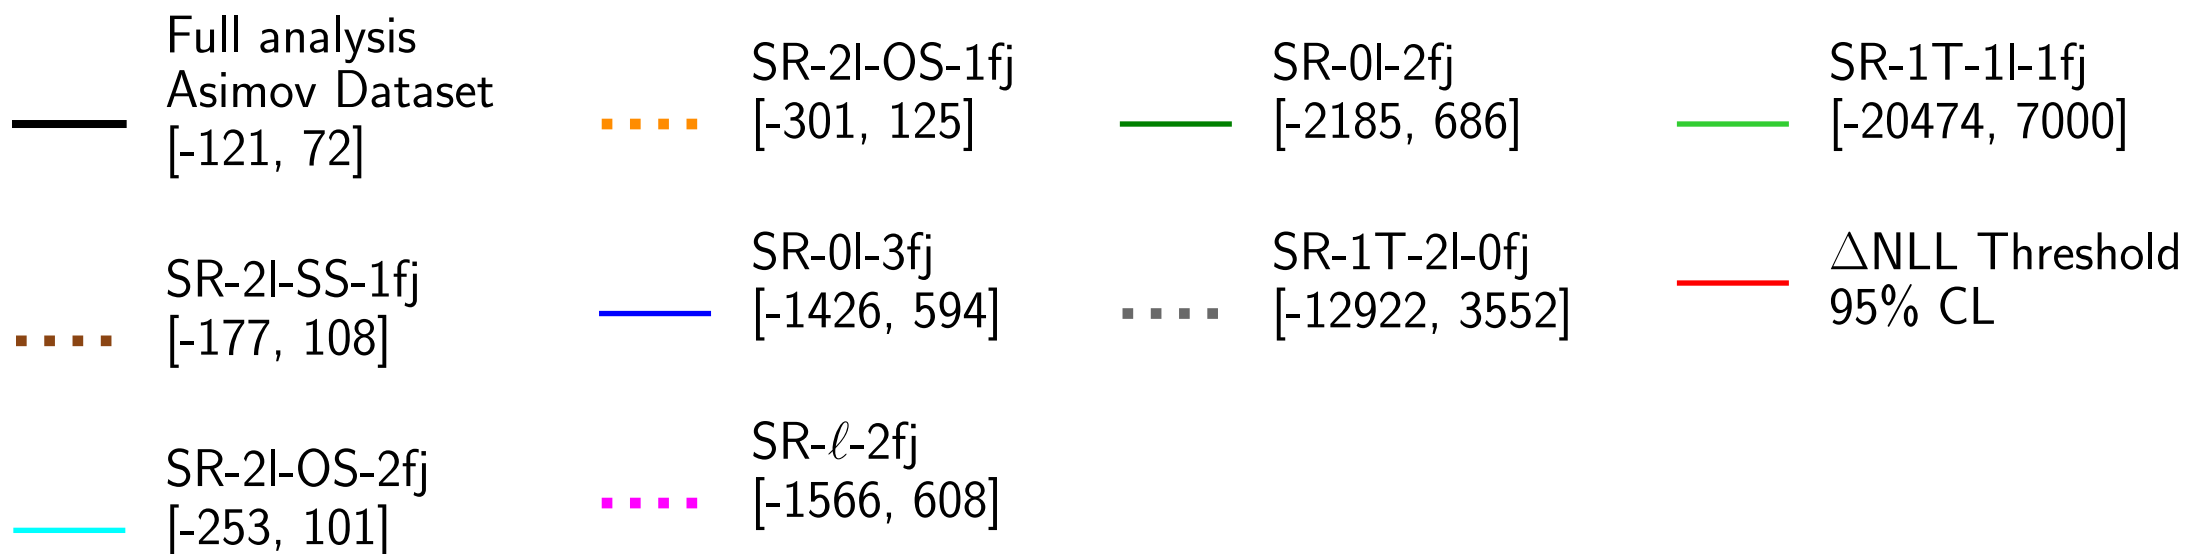 Full analysis
Asimov Dataset
[-121, 72]
SR-2l-SS-1fj
[-177, 108]
SR-2l-OS-2fj
[-253, 101]
SR-2l-OS-1fj
[-301, 125]
SR-0l-3fj
[-1426, 594]
SR-ℓ-2fj
[-1566, 608]
SR-0l-2fj
[-2185, 686]
SR-1T-2l-0fj
[-12922, 3552]
SR-1T-1l-1fj
[-20474, 7000]
ΔNLL Threshold
95% CL